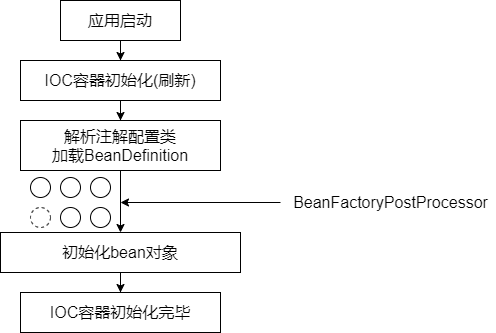 应用启动
IOC容器初始化(刷新)
解析注解配置类
加载BeanDefinition
BeanFactoryPostProcessor
初始化bean对象
IOC容器初始化完毕